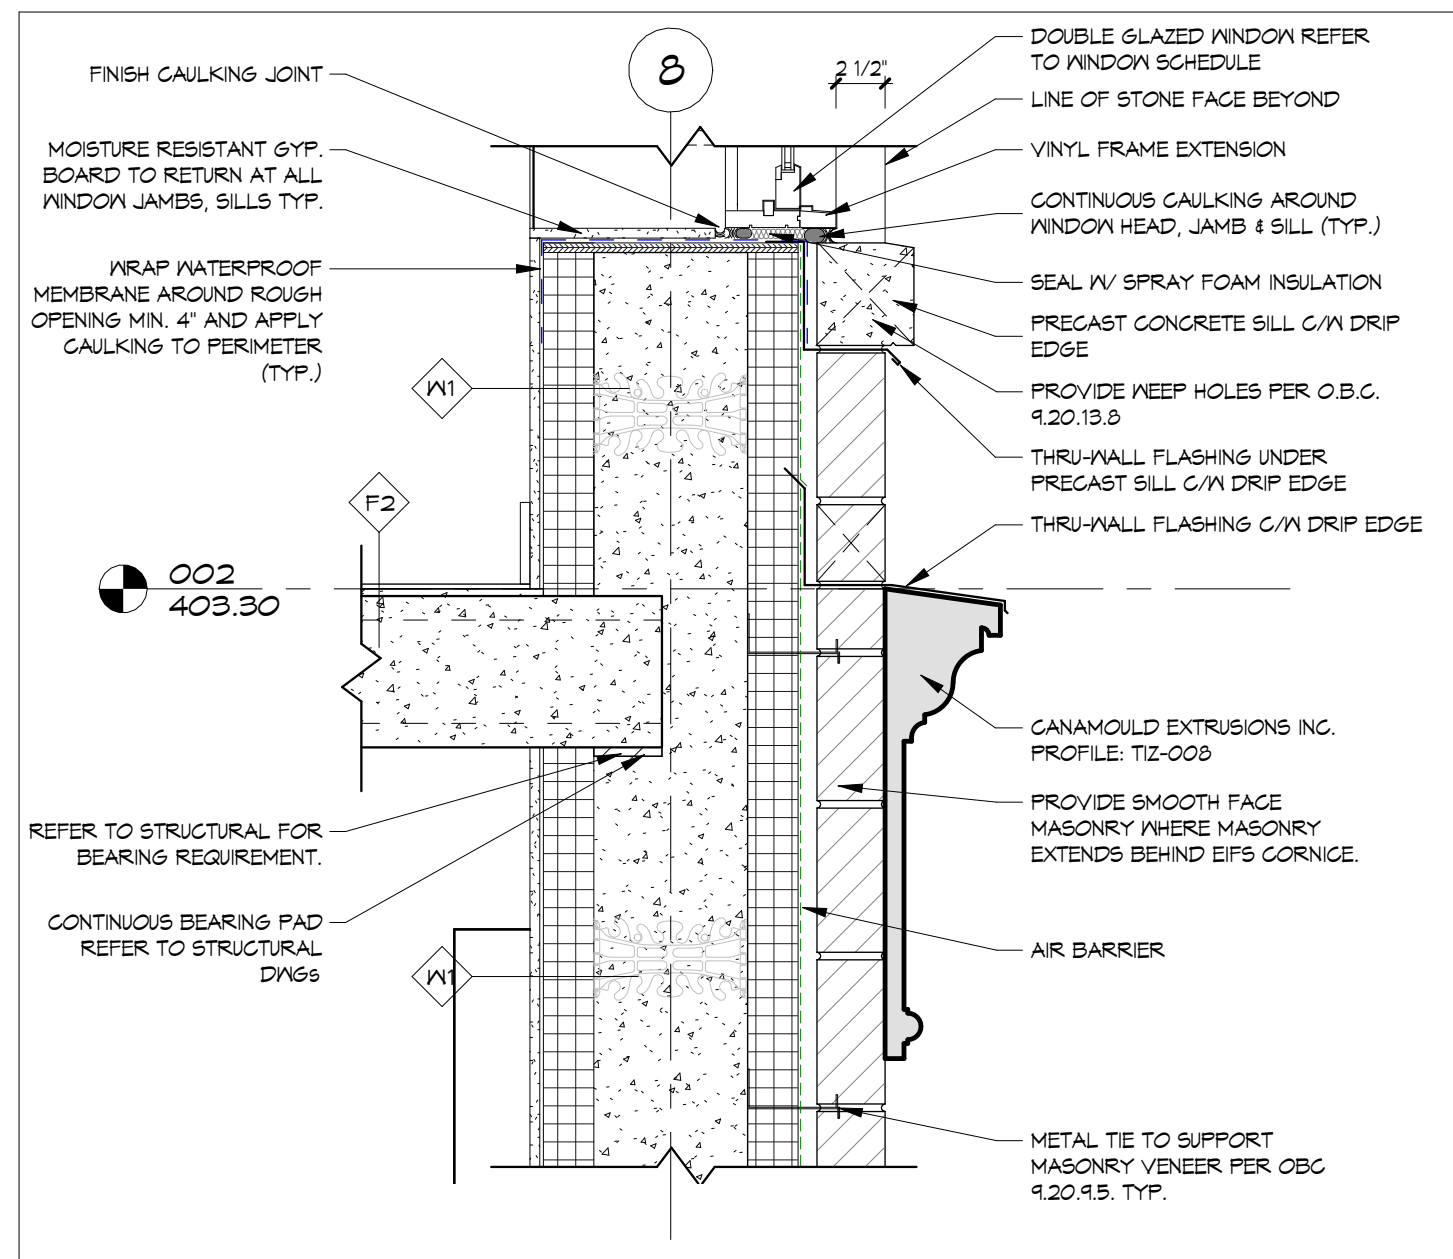 FINISH CAULKING JOINT
MOISTURE RESISTANT GYP.
BOARD TO RETURN AT ALL
WINDOW JAMBS, SILLS TYP.
WRAP WATERPROOF
MEMBRANE AROUND ROUGH
OPENING MIN. 4" AND APPLY
CAULKING TO PERIMETER
(TYP.)
W1
F2
002
403.30
REFER TO STRUCTURAL FOR
BEARING REQUIREMENT.
CONTINUOUS BEARING PAD
REFER TO STRUCTURAL
DWGs
W1
8
2 1/2"
DOUBLE GLAZED WINDOW REFER
TO WINDOW SCHEDULE
LINE OF STONE FACE BEYOND
VINYL FRAME EXTENSION
CONTINUOUS CAULKING AROUND
WINDOW HEAD, JAMB & SILL (TYP.)
SEAL W/ SPRAY FOAM INSULATION
PRECAST CONCRETE SILL C/W DRIP
EDGE
PROVIDE WEEP HOLES PER O.B.C.
9.20.13.8
THRU-WALL FLASHING UNDER
PRECAST SILL C/W DRIP EDGE
THRU-WALL FLASHING C/W DRIP EDGE
CANAMOULD EXTRUSIONS INC.
PROFILE: TIZ-008
PROVIDE SMOOTH FACE
MASONRY WHERE MASONRY
EXTENDS BEHIND EIFS CORNICE.
AIR BARRIER
METAL TIE TO SUPPORT
MASONRY VENEER PER OBC
9.20.9.5. TYP.